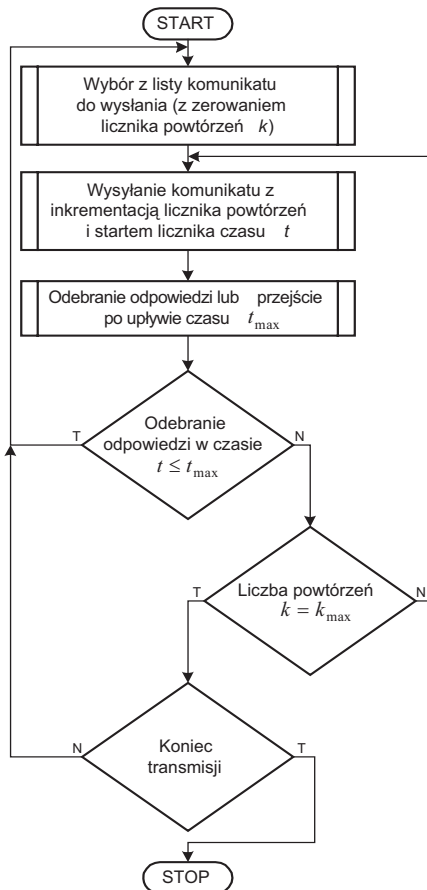 START
Wybór z listy komunikatu
do wysłania (z zerowaniem
licznika powtórzeń k)
Wysyłanie komunikatu z
inkrementacją licznika powtórzeń
i startem licznika czasu t
Odebranie odpowiedzi lub przejście
po upływie czasu t_max
Odebranie
T odpowiedzi w czasie N
t ≤ t_max
Liczba powtórzeń
T k = k_max N
Koniec
N transmisji T
STOP